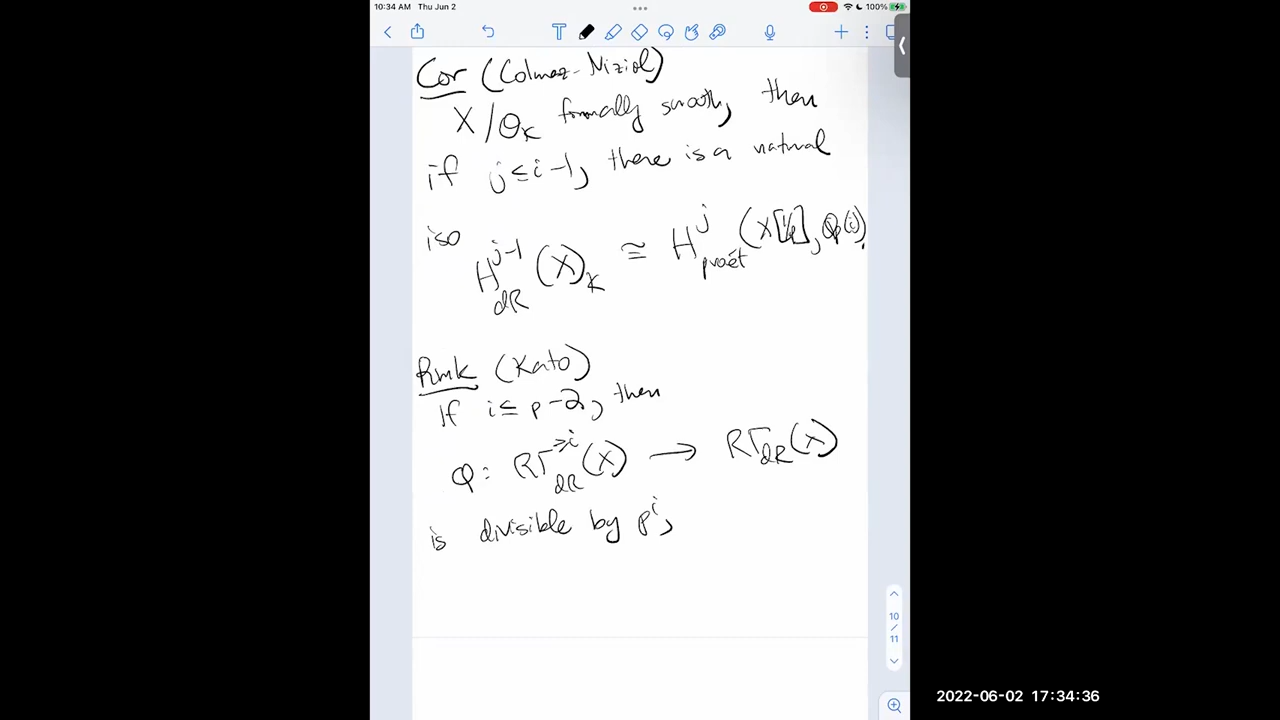 10:34 AM Thu Jun 2
100%
Cor (Colmez-Nizioł)
X/O_K formally smooth, then
if j ≤ i-1, there is a natural
iso H^{j-1}_{dR}(X)_K ≅ H^j_{proét}(X[1/p], Q_p(i)).
Rmk (Kato)
If i ≤ p-2, then
φ: RΓ^{≥i}_{dR}(X) → RΓ_{dR}(X)
is divisible by p^i,
10
/
11
2022-06-02 17:34:36